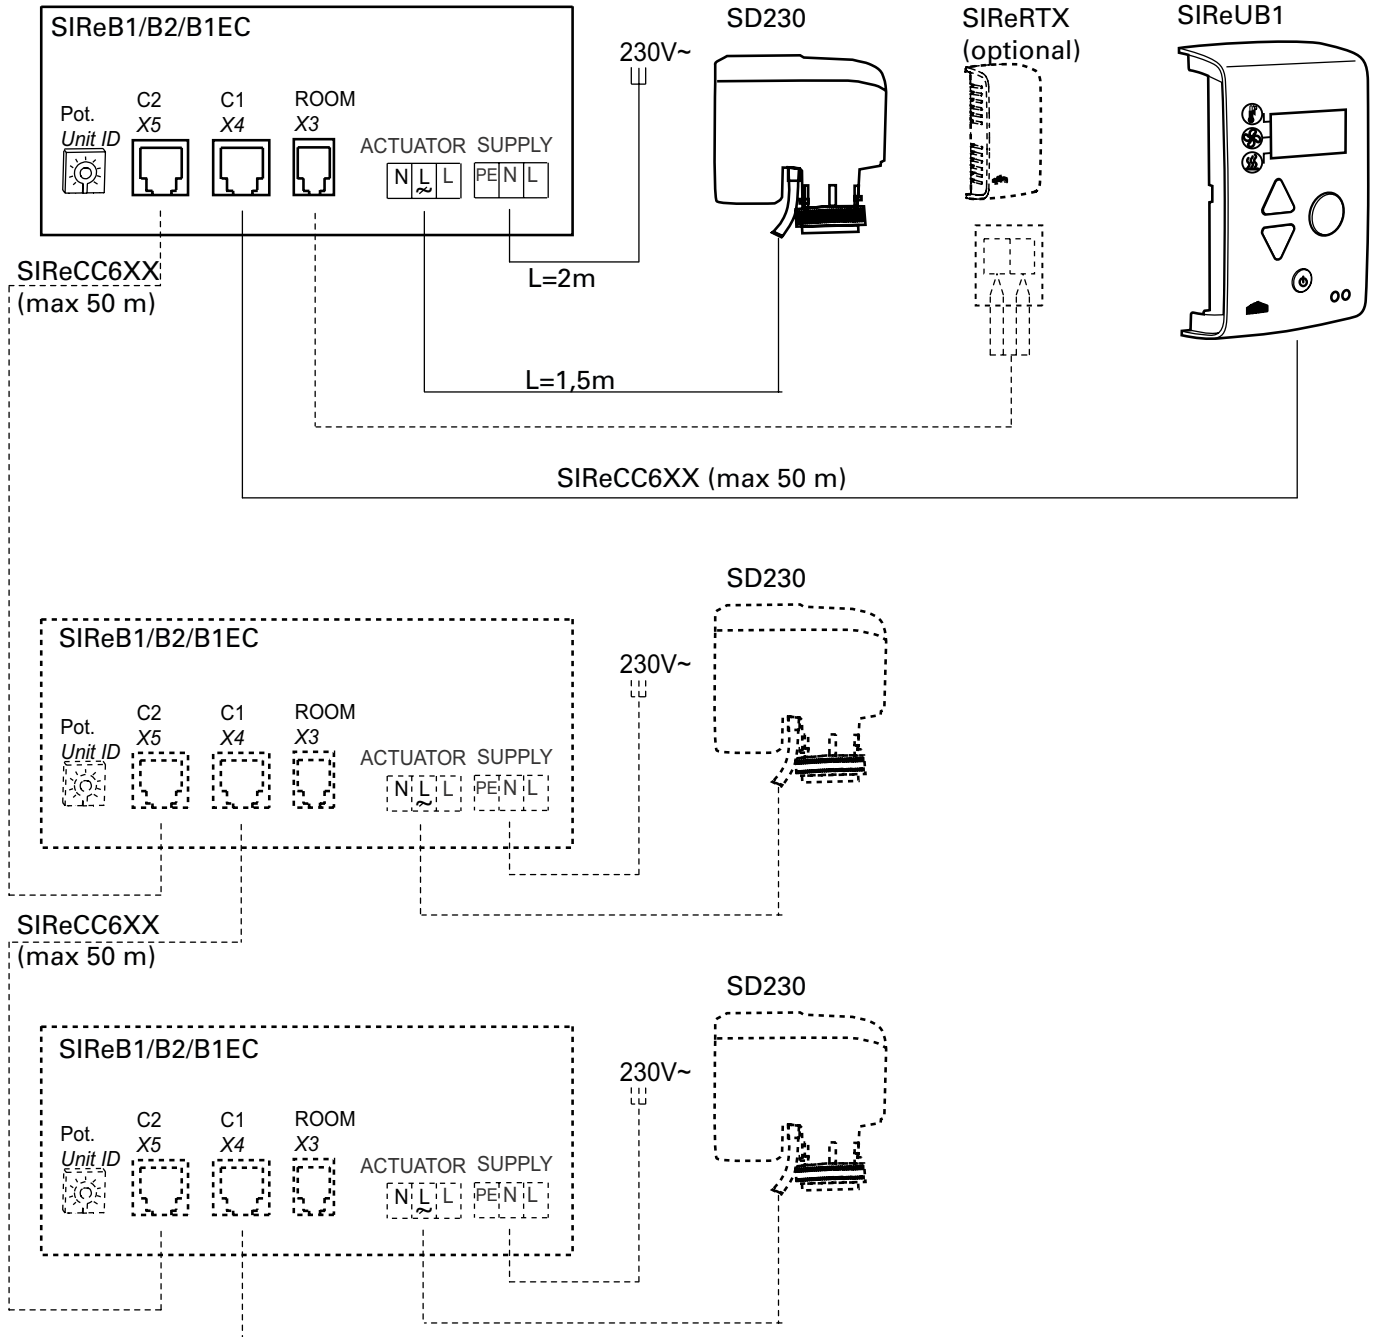 SIReB1/B2/B1EC
SD230
SIReRTX
(optional)
SIReUB1
230V~
Pot.
Unit ID
C2
X5
C1
X4
ROOM
X3
ACTUATOR SUPPLY
N L L
~
PE N L
SIReCC6XX
(max 50 m)
L=2m
L=1,5m
SIReCC6XX (max 50 m)
SD230
SIReB1/B2/B1EC
230V~
Pot.
Unit ID
C2
X5
C1
X4
ROOM
X3
ACTUATOR SUPPLY
N L L
~
PE N L
SIReCC6XX
(max 50 m)
SD230
SIReB1/B2/B1EC
230V~
Pot.
Unit ID
C2
X5
C1
X4
ROOM
X3
ACTUATOR SUPPLY
N L L
~
PE N L